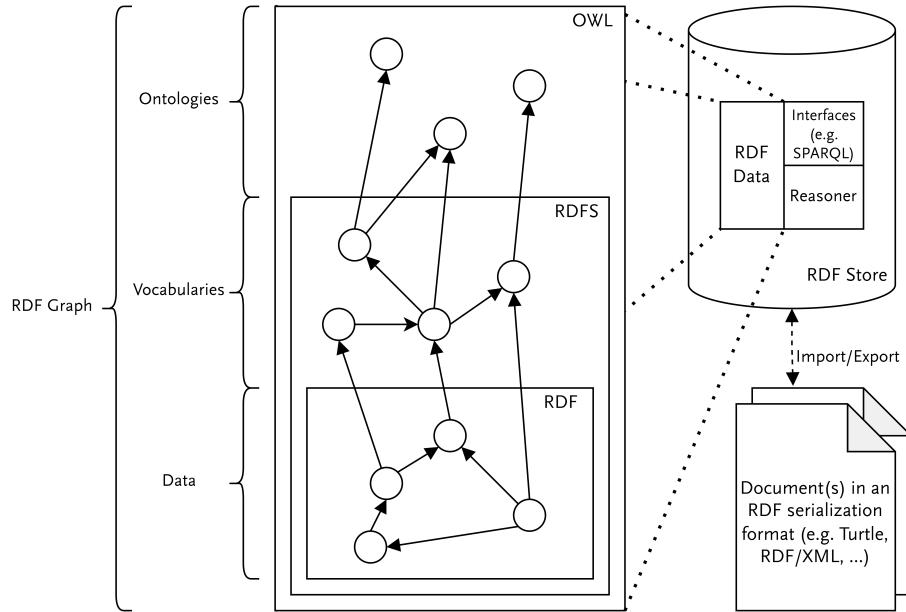 OWL
Ontologies
Interfaces
(e.g.
SPARQL)
RDF
Data
Reasoner
RDFS
RDF Store
Vocabularies
RDF Graph
Import/Export
RDF
Data
Document(s) in an
RDF serialization
format (e.g. Turtle,
RDF/XML, ...)